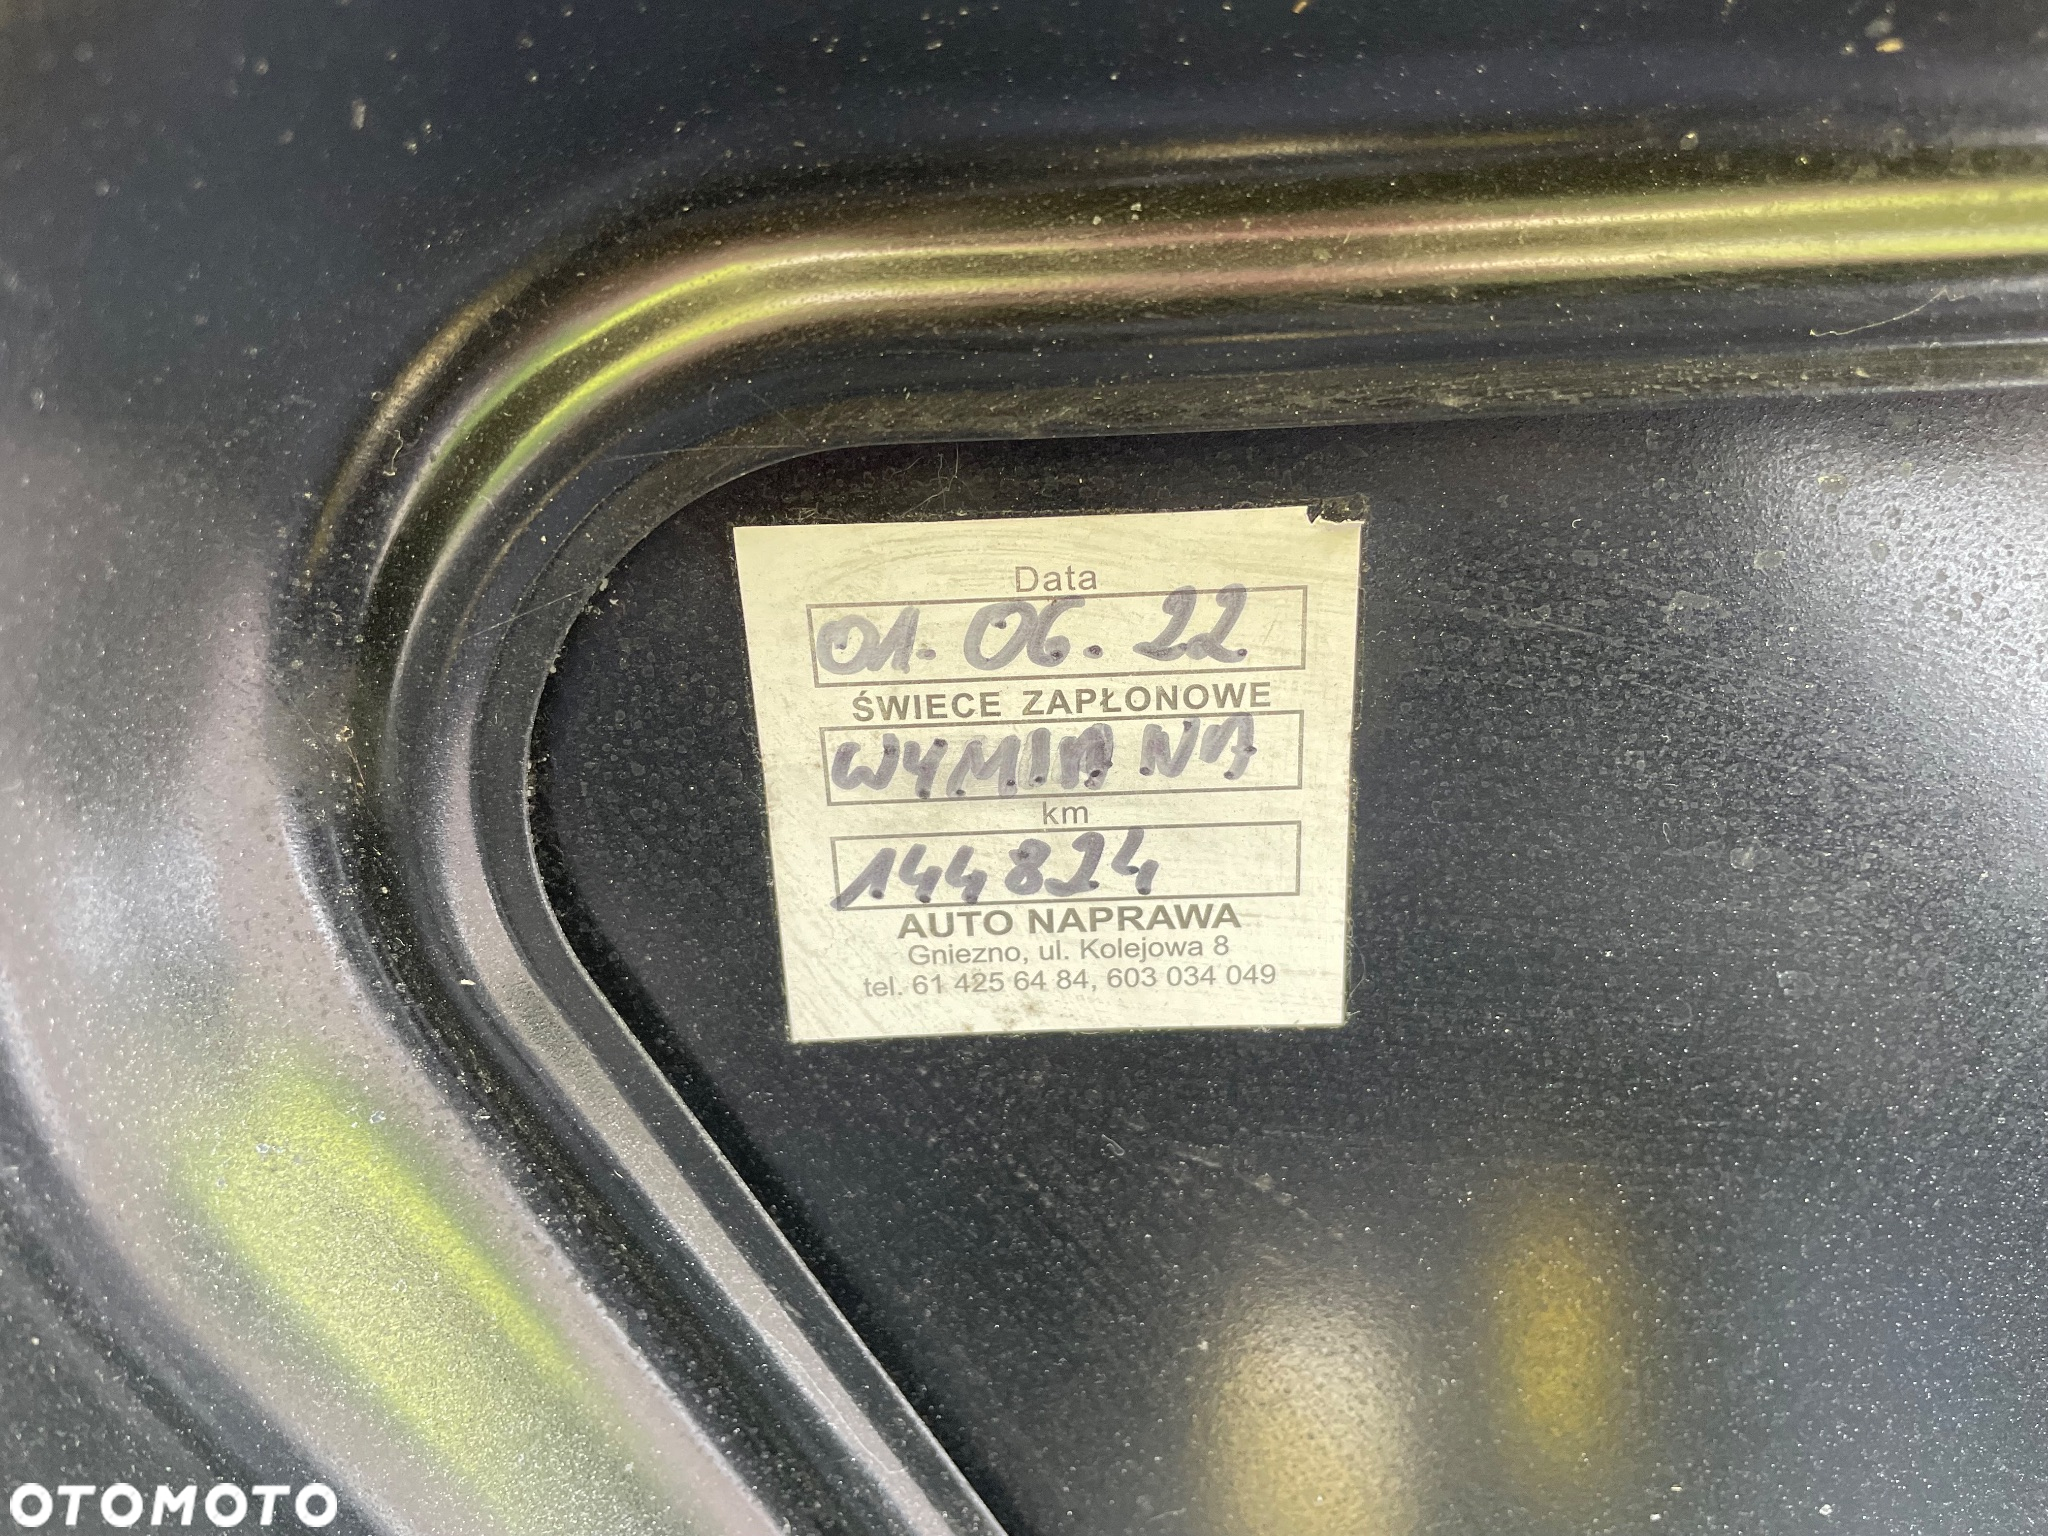 Data
01.06.22
ŚWIECE ZAPŁONOWE
WYMIANA
km
144824
AUTO NAPRAWA
Gniezno, ul. Kolejowa 8
tel. 61 425 64 84, 603 034 049
OTOMOTO